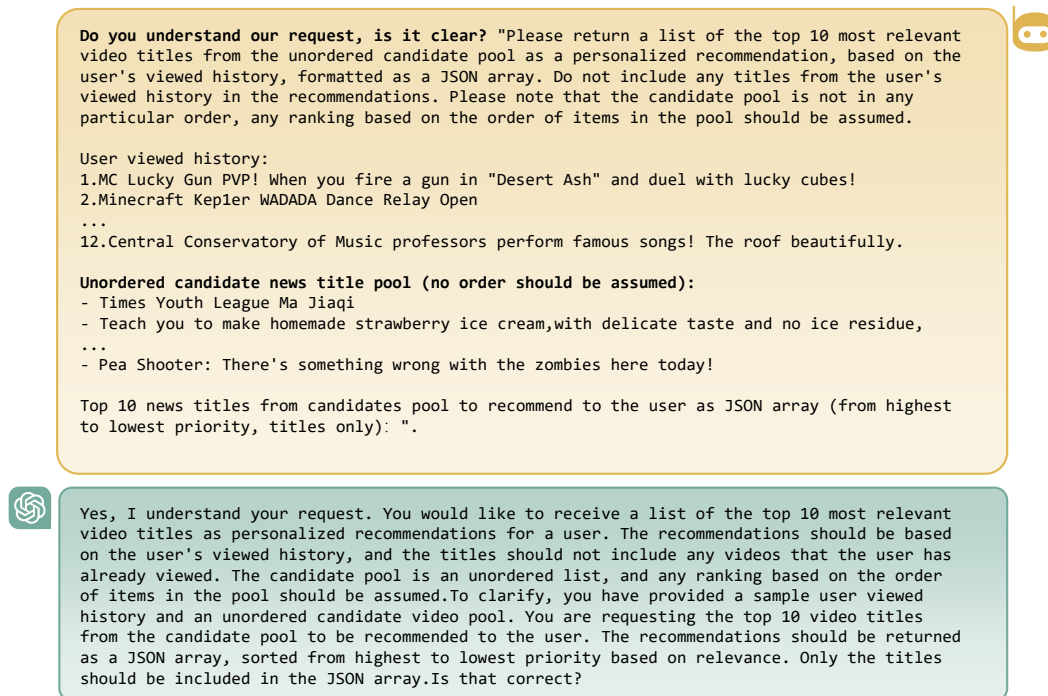 Do you understand our request, is it clear? "Please return a list of the top 10 most relevant
video titles from the unordered candidate pool as a personalized recommendation, based on the
user's viewed history, formatted as a JSON array. Do not include any titles from the user's
viewed history in the recommendations. Please note that the candidate pool is not in any
particular order, any ranking based on the order of items in the pool should be assumed.
User viewed history:
1.MC Lucky Gun PVP! When you fire a gun in "Desert Ash" and duel with lucky cubes!
2.Minecraft Kep1er WADADA Dance Relay Open
...
12.Central Conservatory of Music professors perform famous songs! The roof beautifully.
Unordered candidate news title pool (no order should be assumed):
- Times Youth League Ma Jiaqi
- Teach you to make homemade strawberry ice cream,with delicate taste and no ice residue,
...
- Pea Shooter: There's something wrong with the zombies here today!
Top 10 news titles from candidates pool to recommend to the user as JSON array (from highest
to lowest priority, titles only): ".
Yes, I understand your request. You would like to receive a list of the top 10 most relevant
video titles as personalized recommendations for a user. The recommendations should be based
on the user's viewed history, and the titles should not include any videos that the user has
already viewed. The candidate pool is an unordered list, and any ranking based on the order
of items in the pool should be assumed.To clarify, you have provided a sample user viewed
history and an unordered candidate video pool. You are requesting the top 10 video titles
from the candidate pool to be recommended to the user. The recommendations should be returned
as a JSON array, sorted from highest to lowest priority based on relevance. Only the titles
should be included in the JSON array.Is that correct?